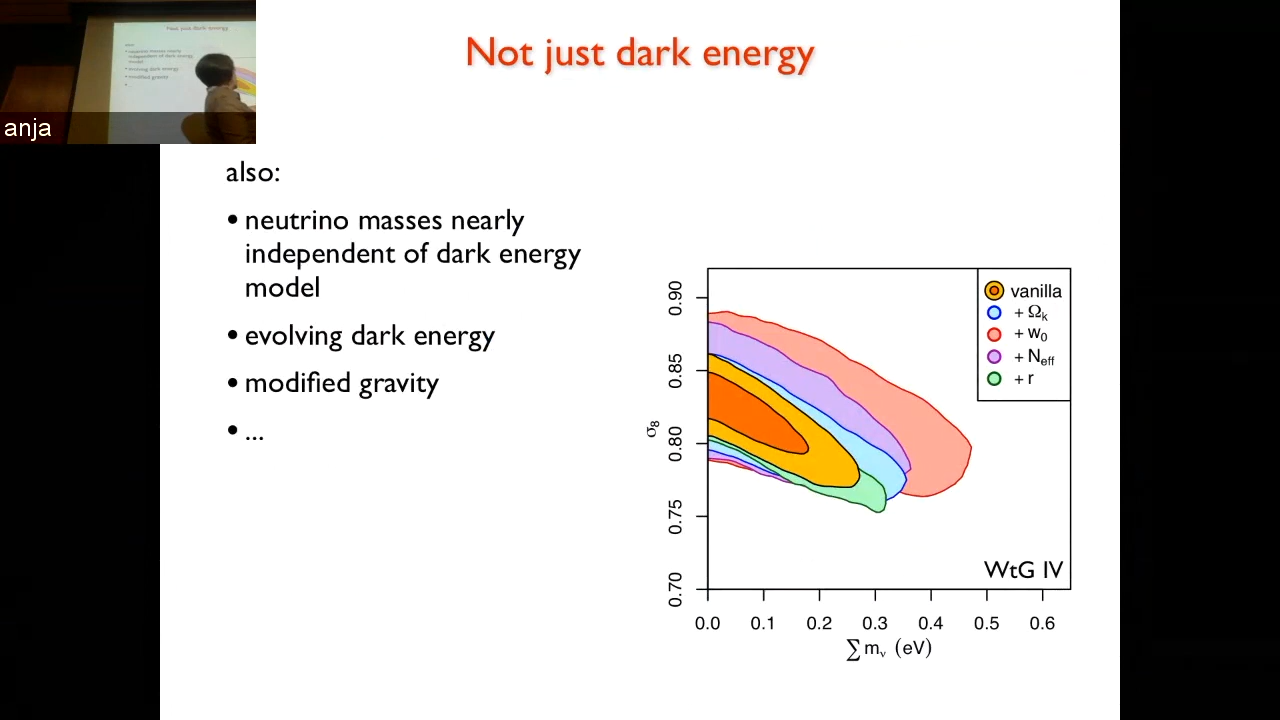 Not just dark energy
anja
also:
• neutrino masses nearly
independent of dark energy
model
• evolving dark energy
• modified gravity
• ...
vanilla
+ Ωk
+ w0
+ Neff
+ r
σ8
0.90
0.85
0.80
0.75
0.70
WtG IV
0.0 0.1 0.2 0.3 0.4 0.5 0.6
∑ mν (eV)